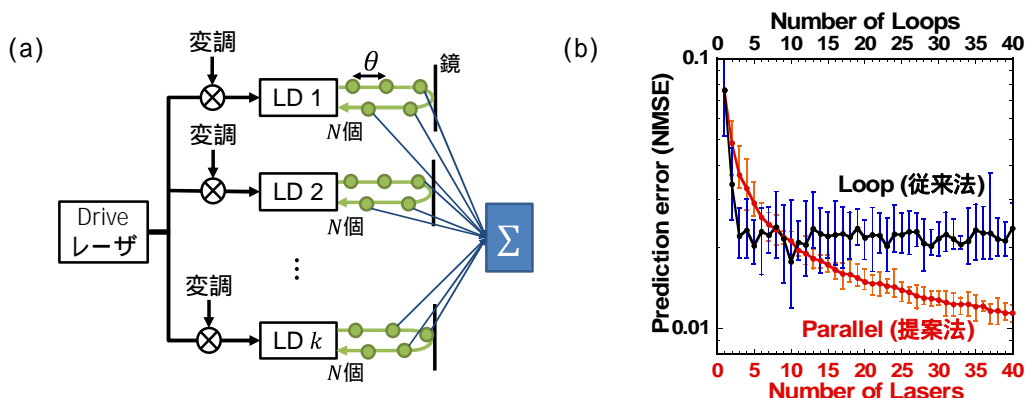 (a)
変調
θ
鏡
LD 1
N個
変調
LD 2
N個
Drive
レーザ
Σ
⋮
変調
LD k
N個
(b)
Number of Loops
0 5 10 15 20 25 30 35 40
Prediction error (NMSE)
0.1
0.01
Loop (従来法)
Parallel (提案法)
0 5 10 15 20 25 30 35 40
Number of Lasers